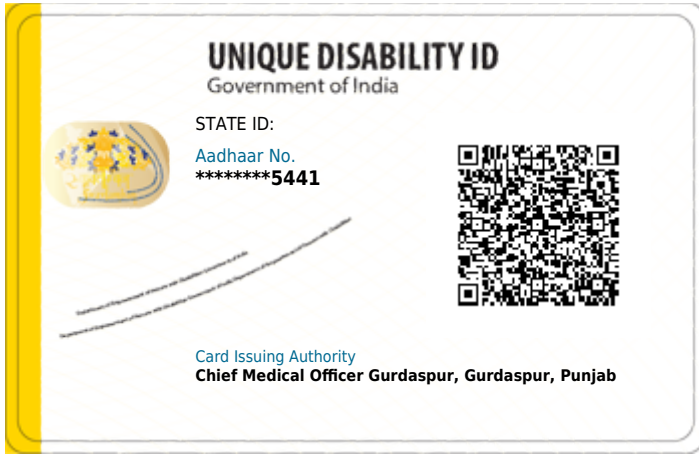 UNIQUE DISABILITY ID
Government of India
STATE ID:
Aadhaar No.
********5441
Card Issuing Authority
Chief Medical Officer Gurdaspur, Gurdaspur, Punjab